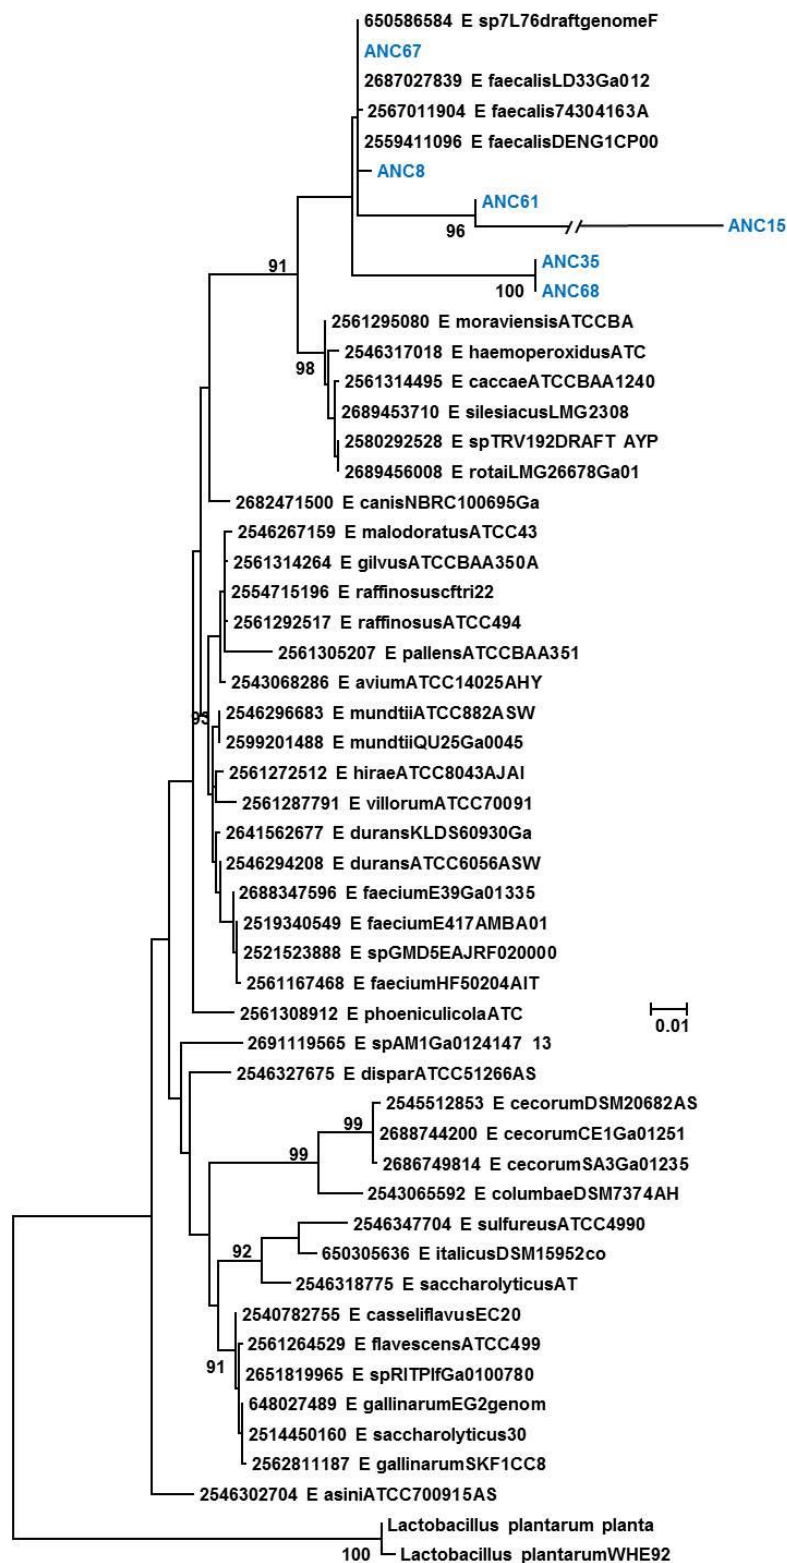 650586584 E sp7L76draftgenomeF
ANC67
2687027839 E faecalisLD33Ga012
2567011904 E faecalis74304163A
2559411096 E faecalisDENG1CP00
ANC8
ANC61
96
ANC15
ANC35
91
100 ANC68
2561295080 E moraviensisATCCBA
2546317018 E haemoperoxidusATC
98
2561314495 E caccaeATCCBAA1240
2689453710 E silesiacusLMG2308
2580292528 E spTRV192DRAFT AYP
2689456008 E rotaiLMG26678Ga01
2682471500 E canisNBRC100695Ga
2546267159 E malodoratusATCC43
2561314264 E gilvusATCCBAA350A
2554715196 E raffinosuscftri22
2561292517 E raffinosusATCC494
2561305207 E pallensATCCBAA351
2543068286 E aviumATCC14025AHY
2546296683 E mundtiiATCC882ASW
2599201488 E mundtiiQU25Ga0045
2561272512 E hiraeATCC8043AJAI
2561287791 E villorumATCC70091
2641562677 E duransKLDS60930Ga
2546294208 E duransATCC6056ASW
2688347596 E faeciumE39Ga01335
2519340549 E faeciumE417AMBA01
2521523888 E spGMD5EAJRF020000
2561167468 E faeciumHF50204AIT
2561308912 E phoeniculicolaATC
0.01
2691119565 E spAM1Ga0124147 13
2546327675 E disparATCC51266AS
2545512853 E cecorumDSM20682AS
99
2688744200 E cecorumCE1Ga01251
99
2686749814 E cecorumSA3Ga01235
2543065592 E columbaeDSM7374AH
2546347704 E sulfureusATCC4990
92
650305636 E italicusDSM15952co
2546318775 E saccharolyticusAT
2540782755 E casseliflavusEC20
2561264529 E flavescensATCC499
91
2651819965 E spRITPIfGa0100780
648027489 E gallinarumEG2genom
2514450160 E saccharolyticus30
2562811187 E gallinarumSKF1CC8
2546302704 E asiniATCC700915AS
Lactobacillus plantarum planta
100 Lactobacillus plantarumWHE92